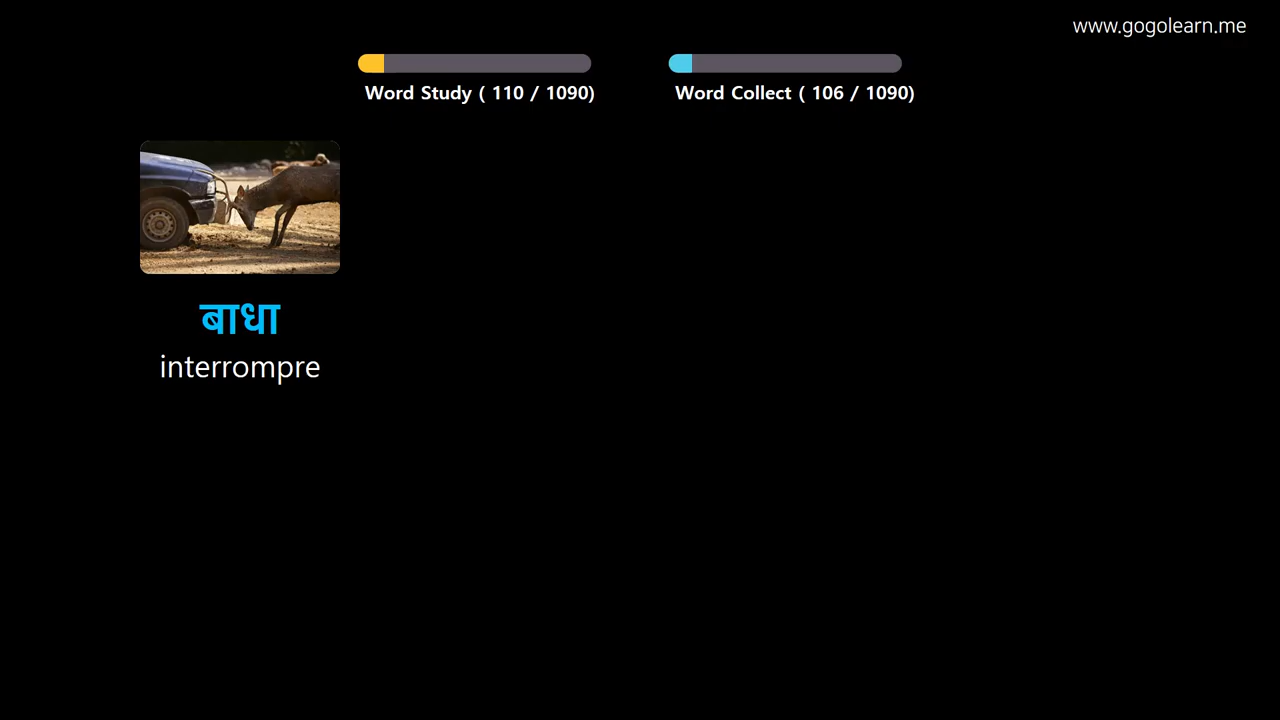 www.gogolearn.me
Word Study ( 110 / 1090)
Word Collect ( 106 / 1090)
बाधा
interrompre